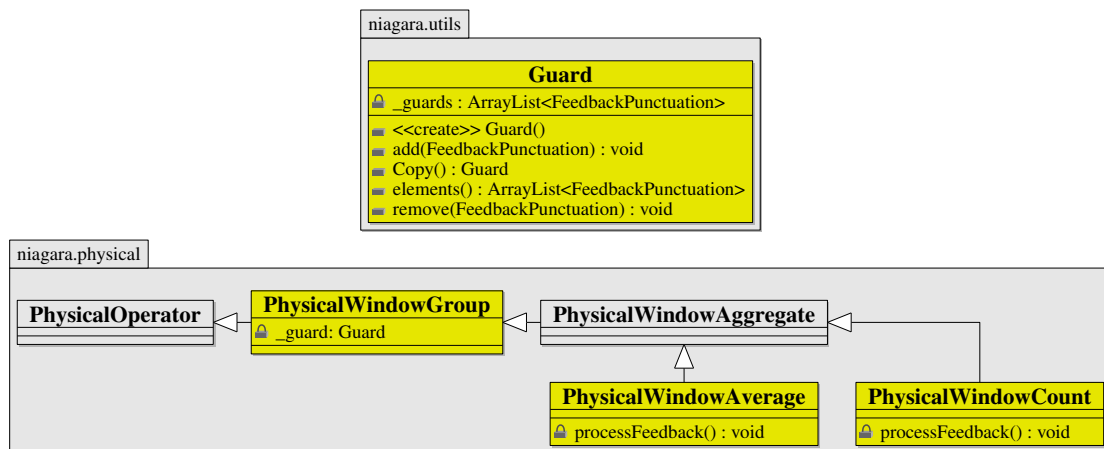 niagara.utils
Guard
_guards : ArrayList<FeedbackPunctuation>
<<create>> Guard()
add(FeedbackPunctuation) : void
Copy() : Guard
elements() : ArrayList<FeedbackPunctuation>
remove(FeedbackPunctuation) : void
niagara.physical
PhysicalOperator
PhysicalWindowGroup
_guard: Guard
PhysicalWindowAggregate
PhysicalWindowAverage
processFeedback() : void
PhysicalWindowCount
processFeedback() : void